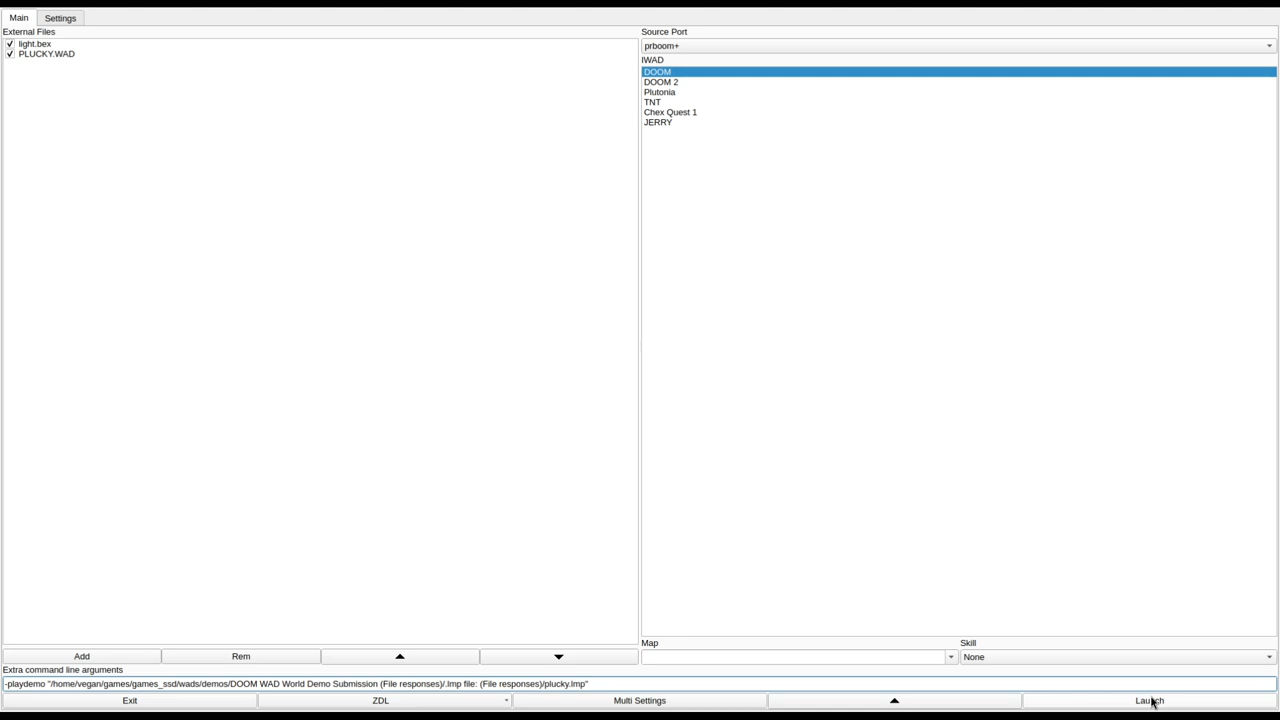 Main Settings
External Files
light.bex
PLUCKY.WAD
Source Port
prboom+
IWAD
DOOM
DOOM 2
Plutonia
TNT
Chex Quest 1
JERRY
Map Skill
None
Add Rem
Extra command line arguments
-playdemo "/home/vegan/games/games_ssd/wads/demos/DOOM WAD World Demo Submission (File responses)/.lmp file: (File responses)/plucky.lmp"
Exit ZDL Multi Settings Launch